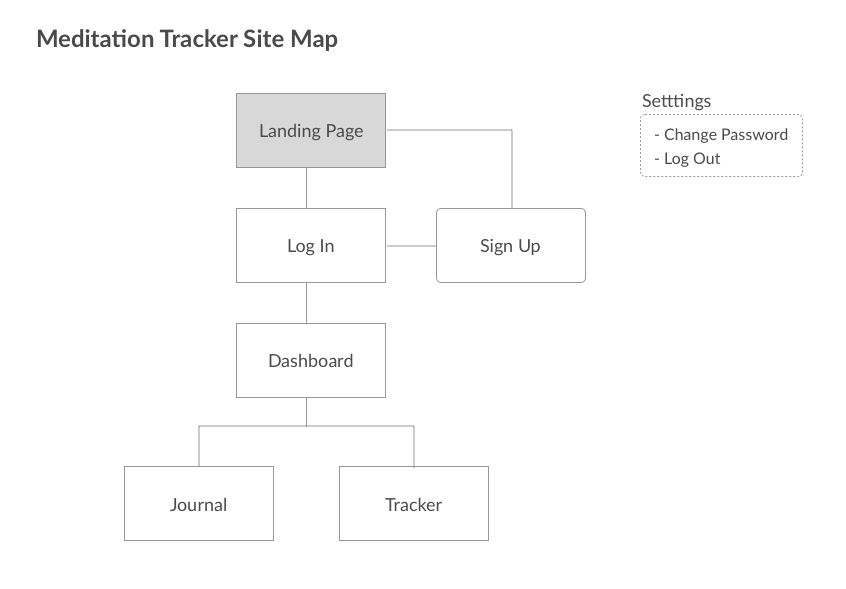 Meditation Tracker Site Map
Landing Page
Setttings
- Change Password
- Log Out
Log In
Sign Up
Dashboard
Journal
Tracker